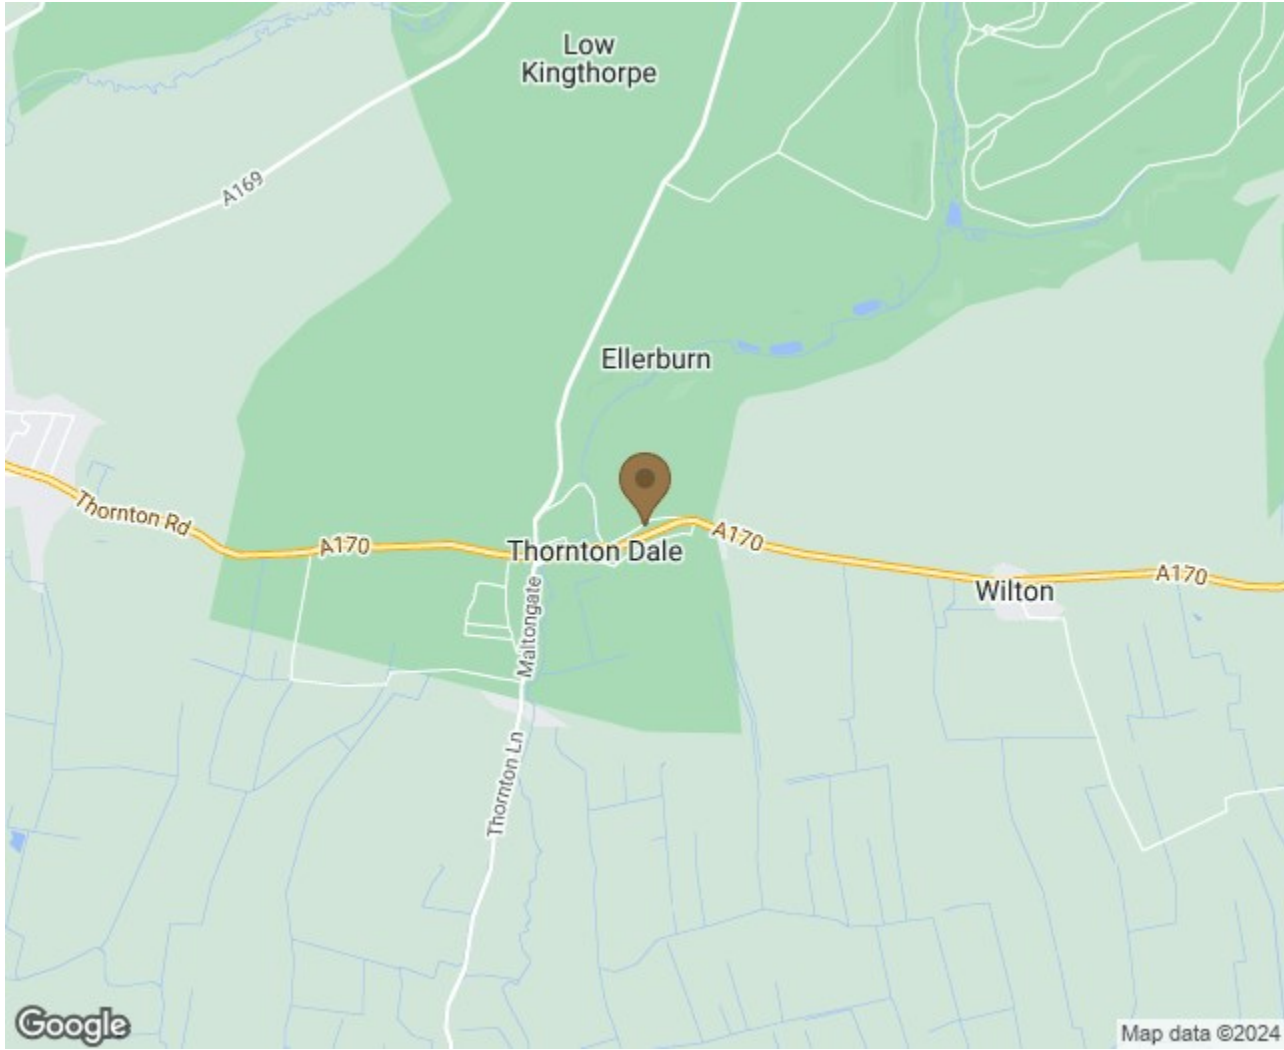 Low
Kingthorpe
A169
Ellerburn
Thornton Rd
A170
Thornton Dale
A170
Wilton
A170
Maltongate
Thornton Ln
Google
Map data ©2024